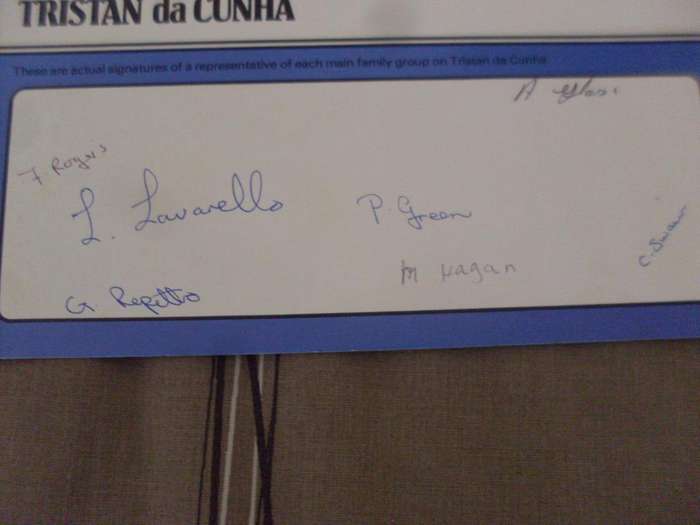 TRISTAN da CUNHA
These are actual signatures of a representative of each main family group on Tristan da Cunha
A
F Rogers
L. Lavarello
P. Green
C. Swain
M Hagan
G Repetto